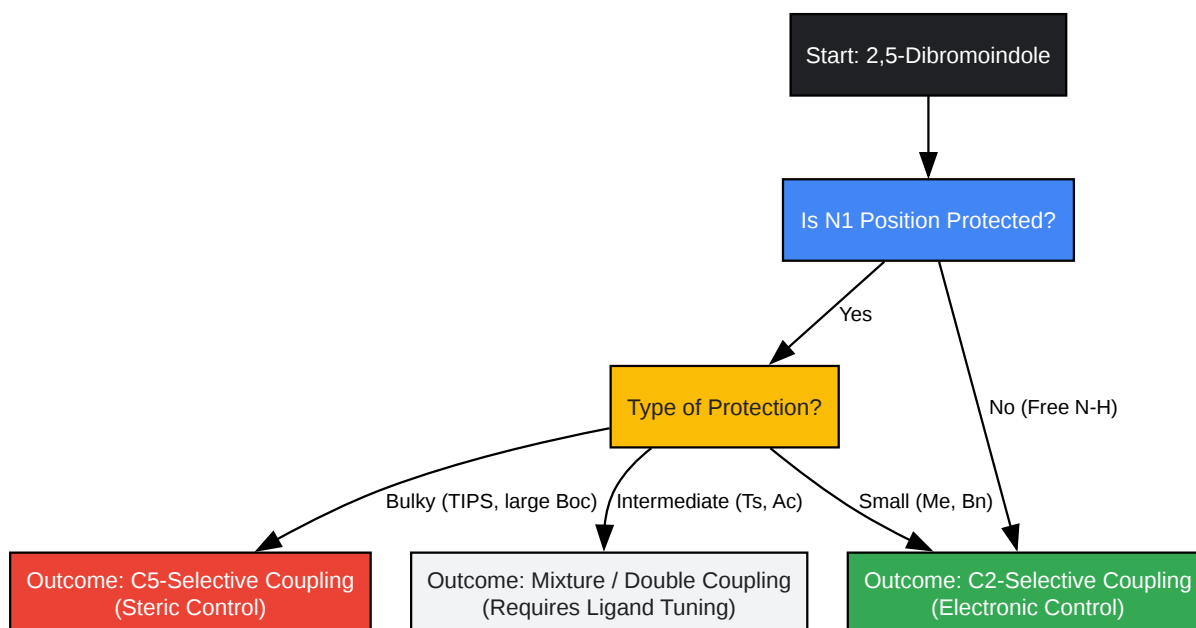 Start: 2,5-Dibromoindole
Is N1 Position Protected?
Yes
No (Free N-H)
Type of Protection?
Bulky (TIPS, large Boc)
Intermediate (Ts, Ac)
Small (Me, Bn)
Outcome: C5-Selective Coupling
(Steric Control)
Outcome: Mixture / Double Coupling
(Requires Ligand Tuning)
Outcome: C2-Selective Coupling
(Electronic Control)